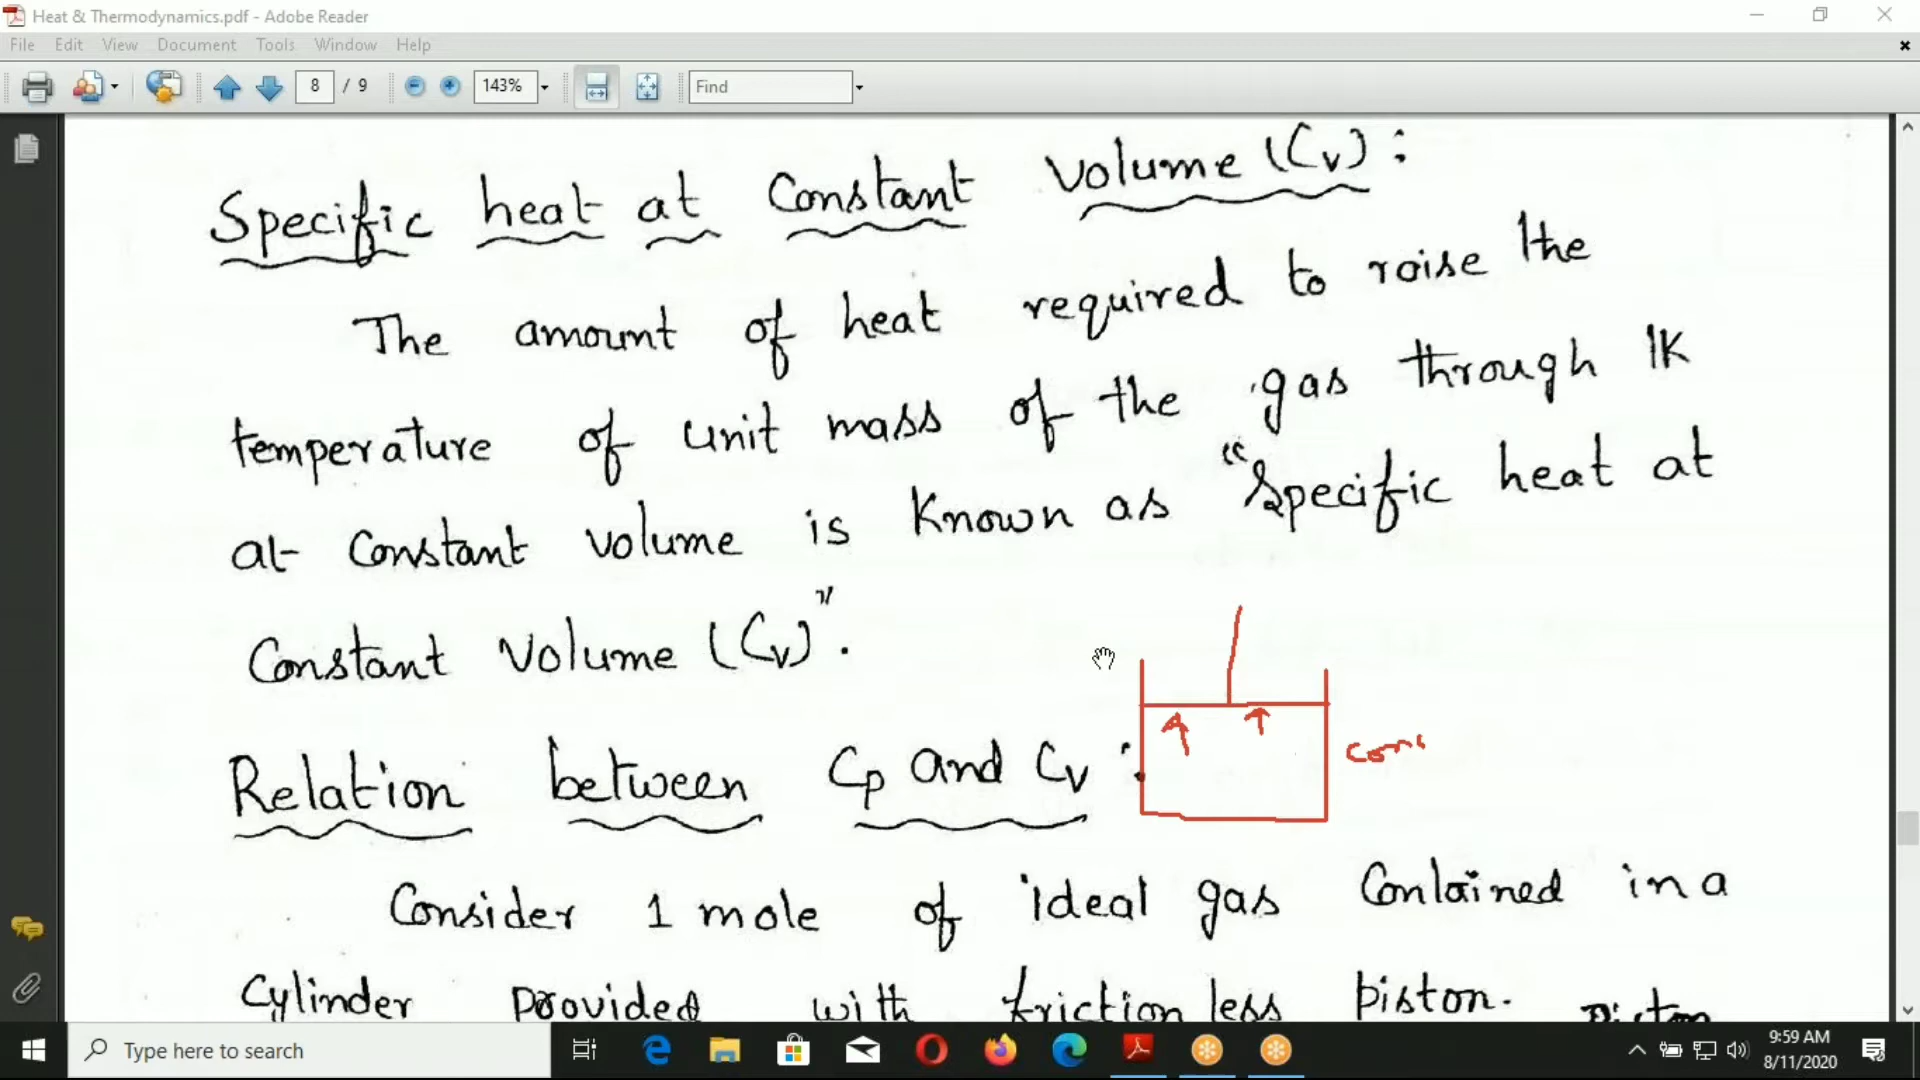 Heat & Thermodynamics.pdf - Adobe Reader
File Edit View Document Tools Window Help
8 / 9 143% Find
Specific heat at Constant Volume (Cv) :
The amount of heat required to raise the
temperature of unit mass of the gas through 1K
at constant volume is known as "Specific heat at
Constant Volume (Cv)".
Relation between Cp and Cv :
Consider 1 mole of ideal gas Contained in a
Cylinder provided with frictionless piston. piston
Type here to search
9:59 AM
8/11/2020